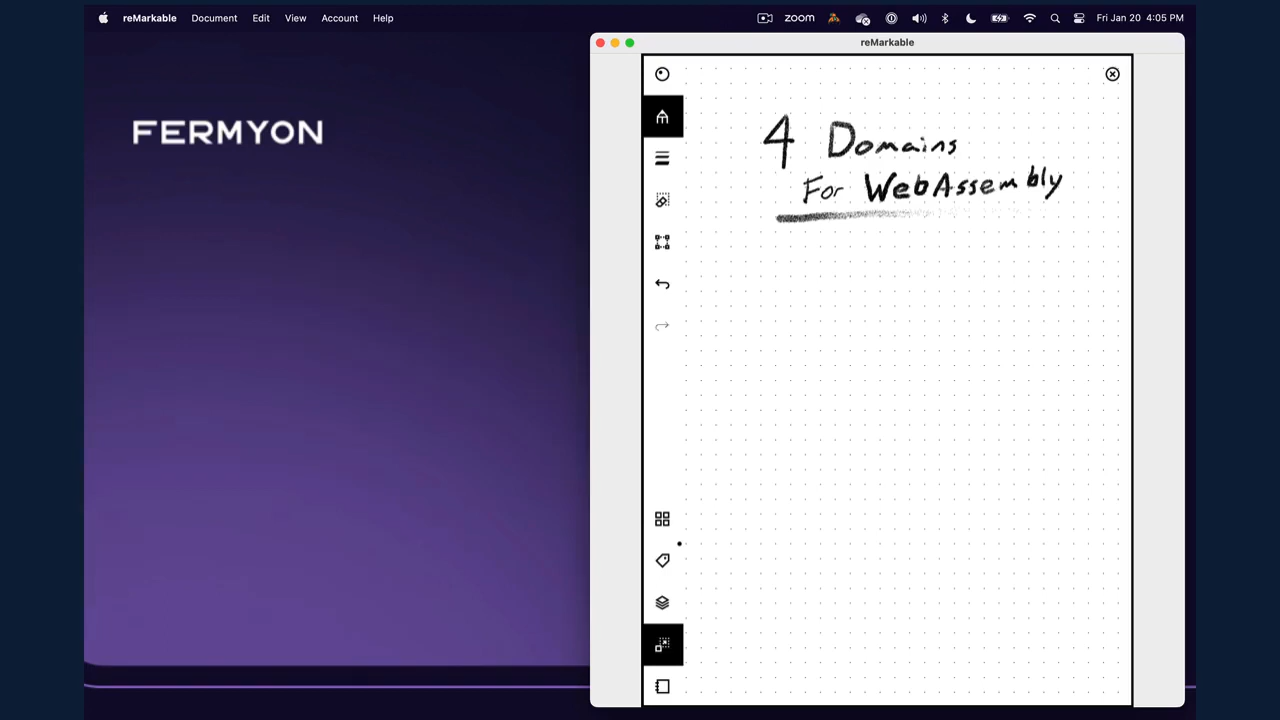 reMarkable Document Edit View Account Help zoom Fri Jan 20 4:05 PM
reMarkable
FERMYON
4 Domains
For WebAssembly